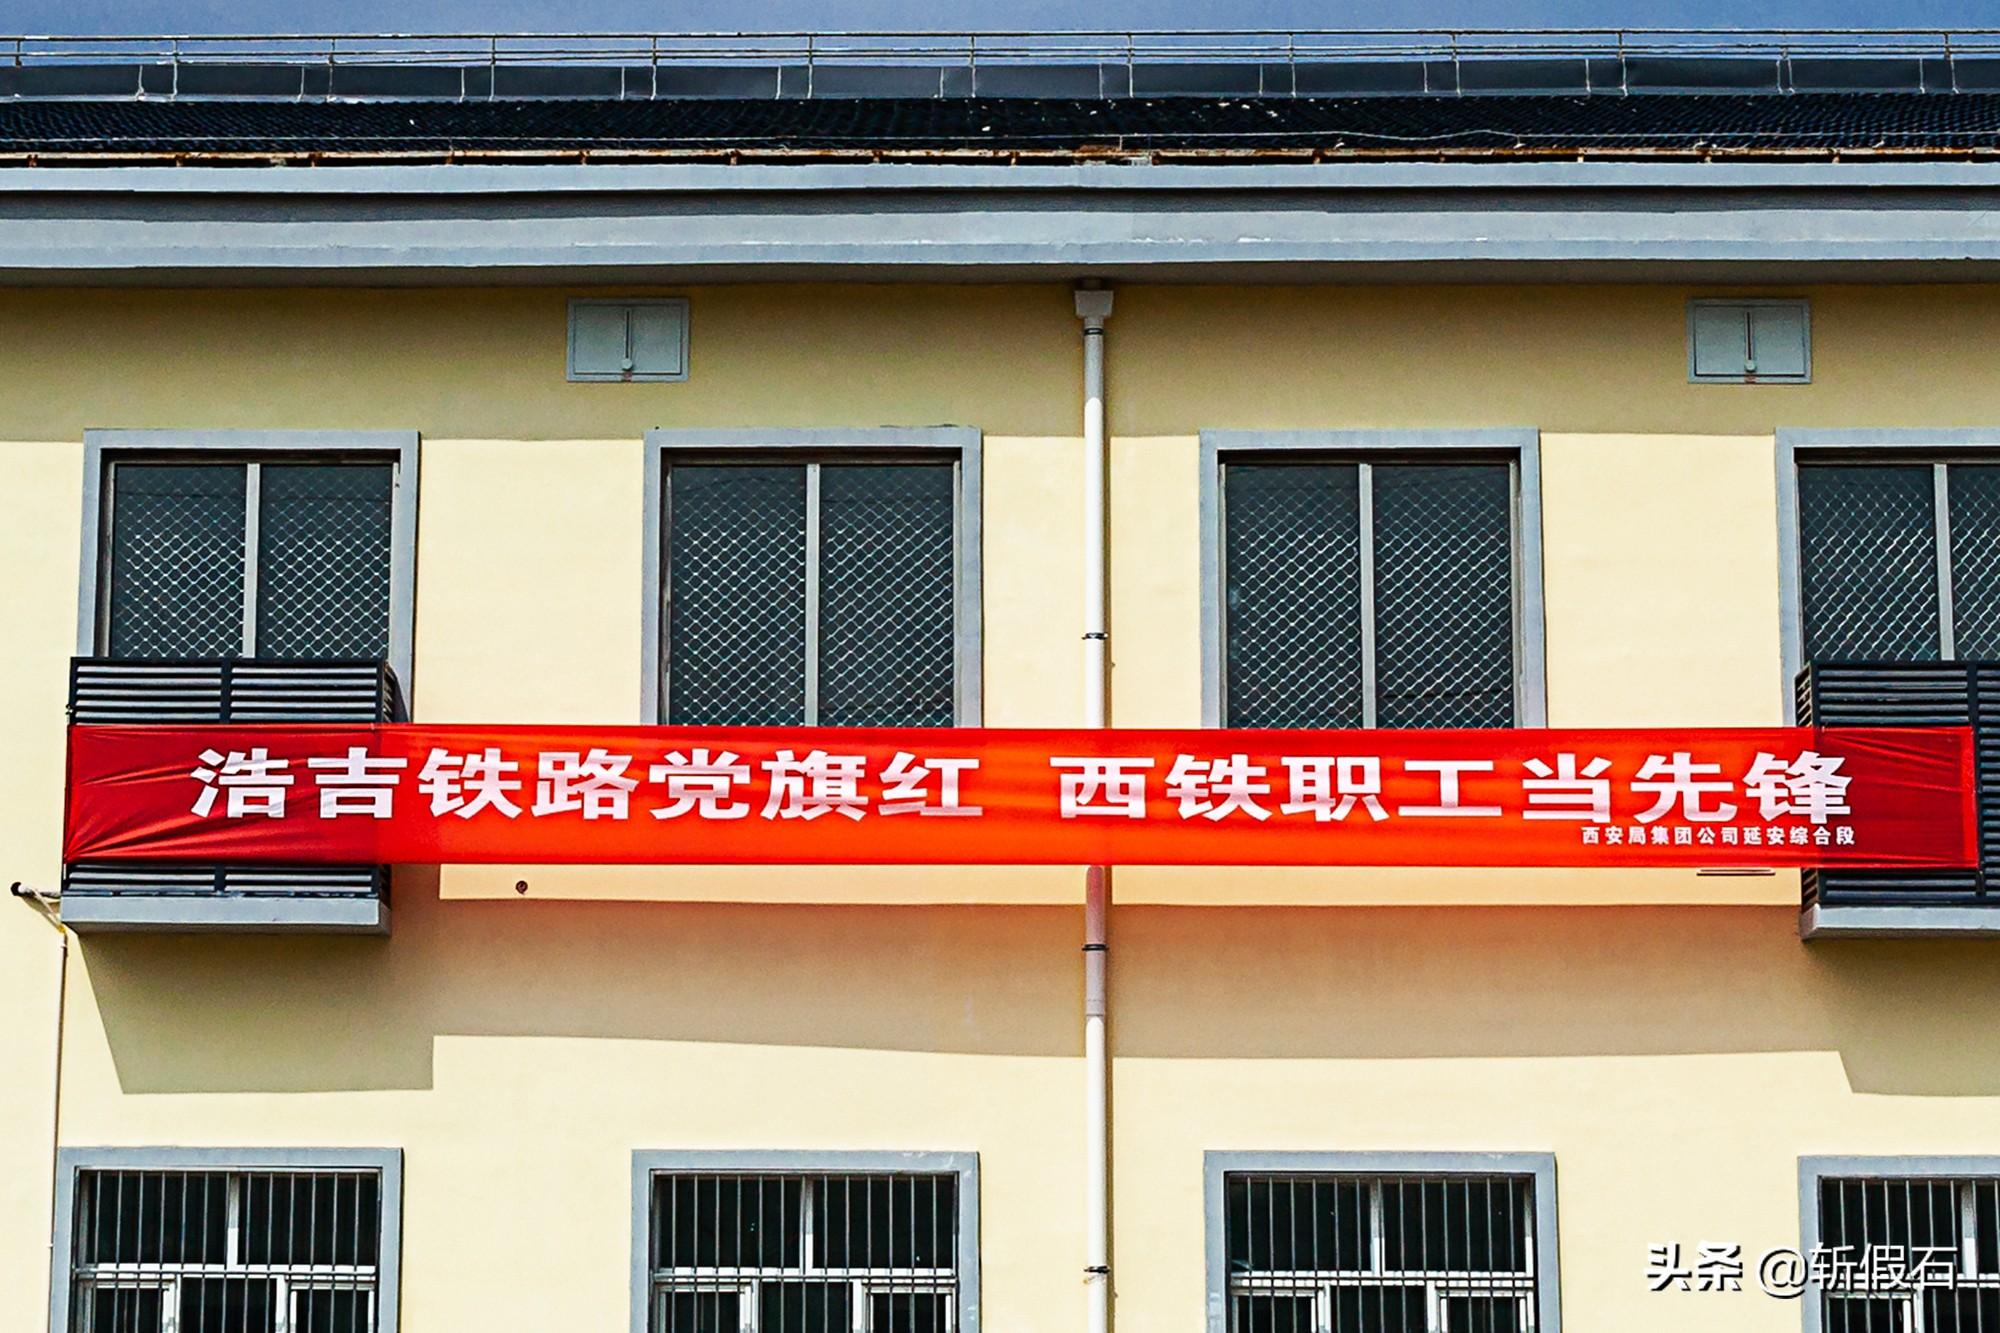 浩吉铁路党旗红 西铁职工当先锋
西安局集团公司延安综合段
头条 @斩假石